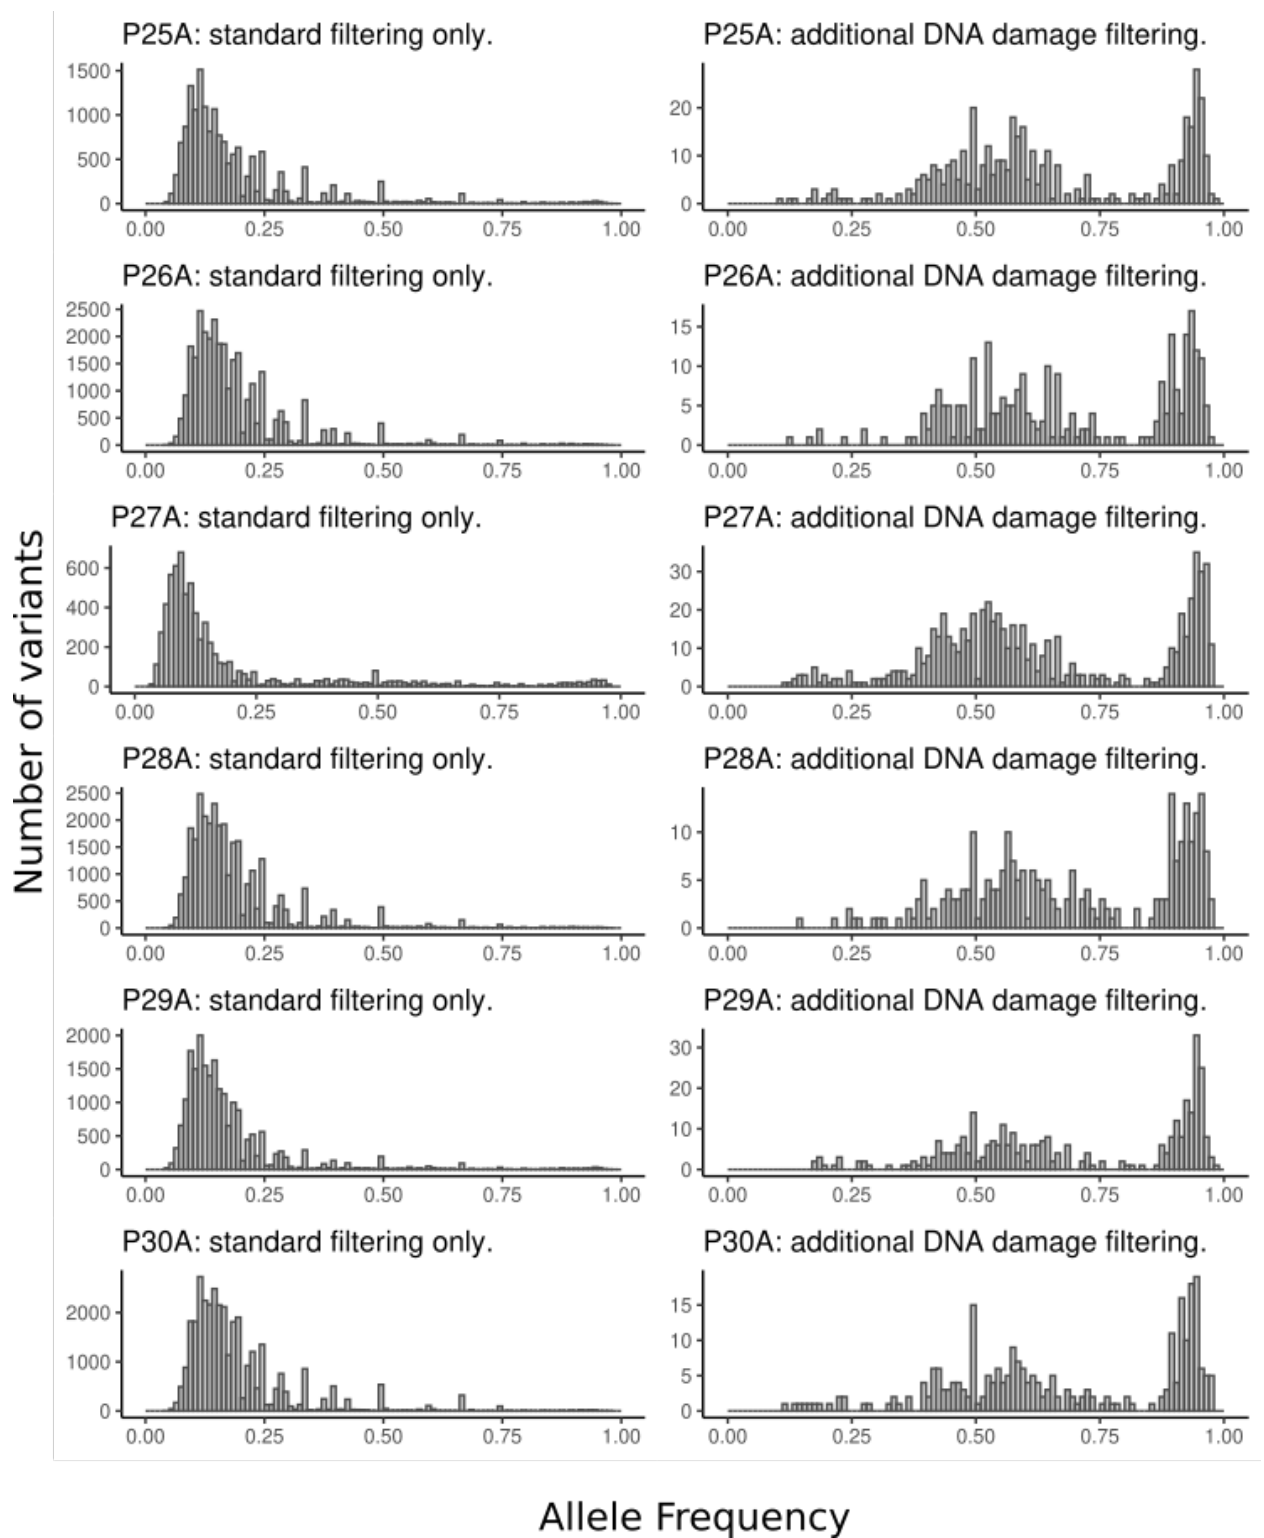 P25A: standard filtering only.
1500
1000
500
0
0.00 0.25 0.50 0.75 1.00
P25A: additional DNA damage filtering.
20
10
0
0.00 0.25 0.50 0.75 1.00
P26A: standard filtering only.
2500
2000
1500
1000
500
0
0.00 0.25 0.50 0.75 1.00
P26A: additional DNA damage filtering.
15
10
5
0
0.00 0.25 0.50 0.75 1.00
P27A: standard filtering only.
600
400
200
0
0.00 0.25 0.50 0.75 1.00
P27A: additional DNA damage filtering.
30
20
10
0
0.00 0.25 0.50 0.75 1.00
P28A: standard filtering only.
2500
2000
1500
1000
500
0
0.00 0.25 0.50 0.75 1.00
P28A: additional DNA damage filtering.
10
5
0
0.00 0.25 0.50 0.75 1.00
P29A: standard filtering only.
2000
1500
1000
500
0
0.00 0.25 0.50 0.75 1.00
P29A: additional DNA damage filtering.
30
20
10
0
0.00 0.25 0.50 0.75 1.00
P30A: standard filtering only.
2000
1000
0
0.00 0.25 0.50 0.75 1.00
P30A: additional DNA damage filtering.
15
10
5
0
0.00 0.25 0.50 0.75 1.00
Number of variants
Allele Frequency